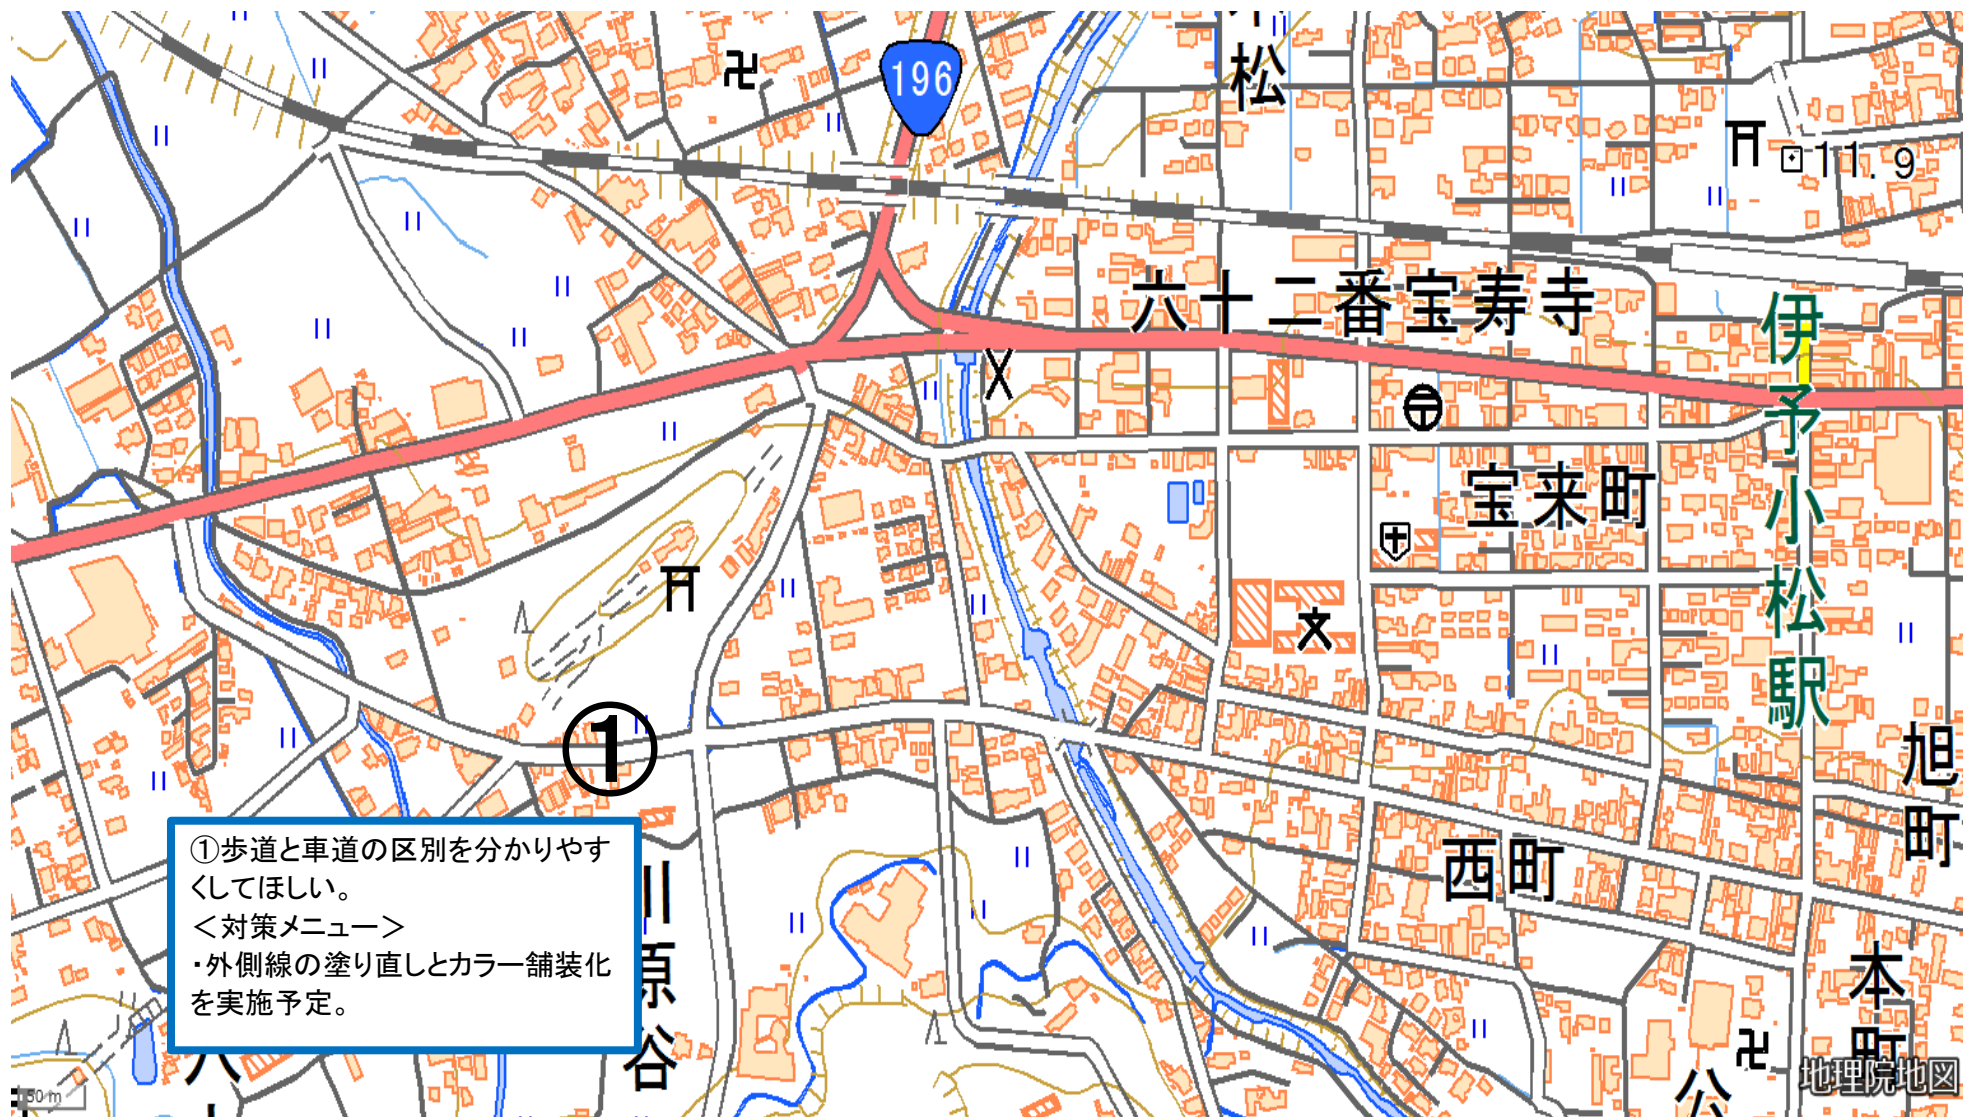 松
196
11.9
六十二番宝寿寺
伊予小松駅
宝来町
旭町
①
西町
①歩道と車道の区別を分かりやす
くしてほしい。
＜対策メニュー＞
・外側線の塗り直しとカラー舗装化
を実施予定。
川原谷
本町
公
地理院地図
50 m